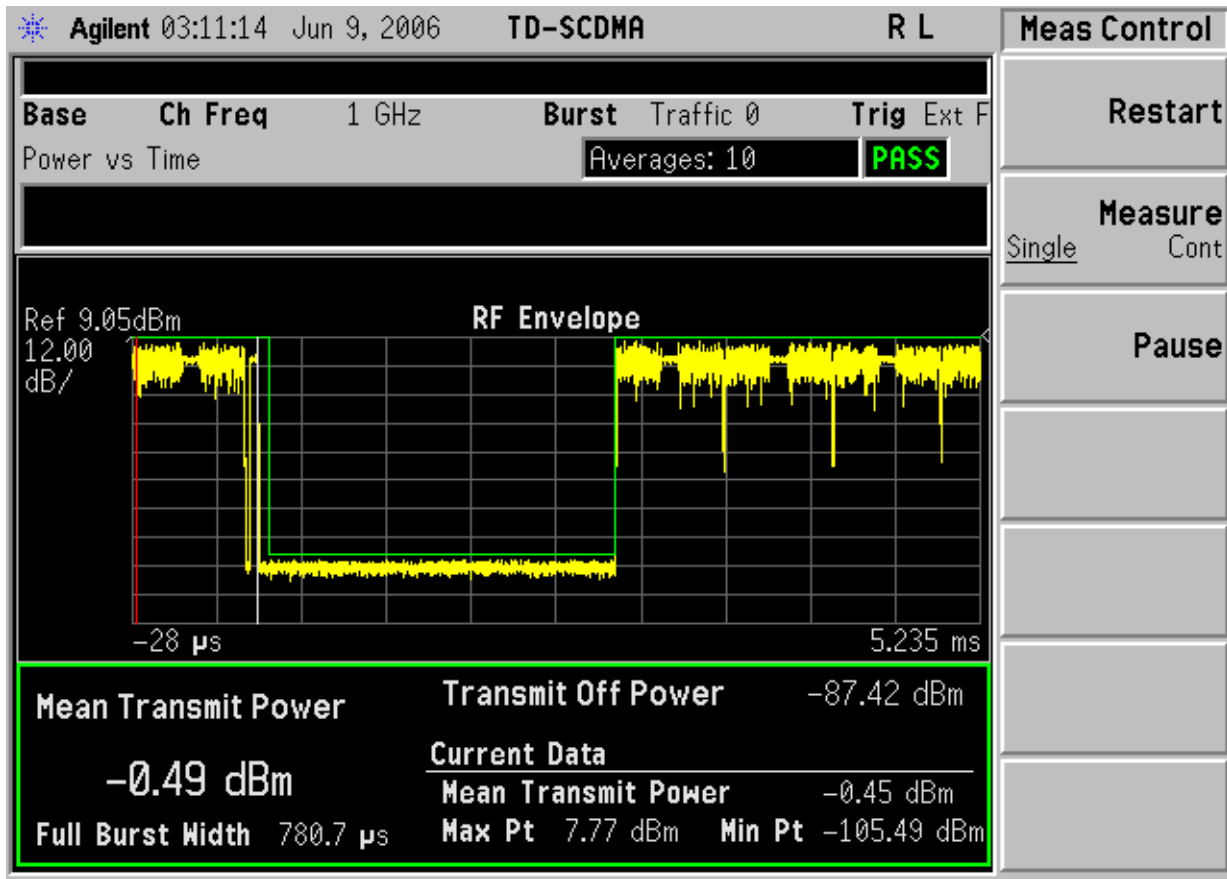 Agilent 03:11:14 Jun 9, 2006 TD-SCDMA R L
Base Ch Freq 1 GHz Burst Traffic 0 Trig Ext F
Power vs Time Averages: 10 PASS
Ref 9.05dBm RF Envelope
12.00
dB/
-28 µs 5.235 ms
Mean Transmit Power
-0.49 dBm
Full Burst Width 780.7 µs
Transmit Off Power -87.42 dBm
Current Data
Mean Transmit Power -0.45 dBm
Max Pt 7.77 dBm Min Pt -105.49 dBm
Meas Control
Restart
Measure
Single Cont
Pause